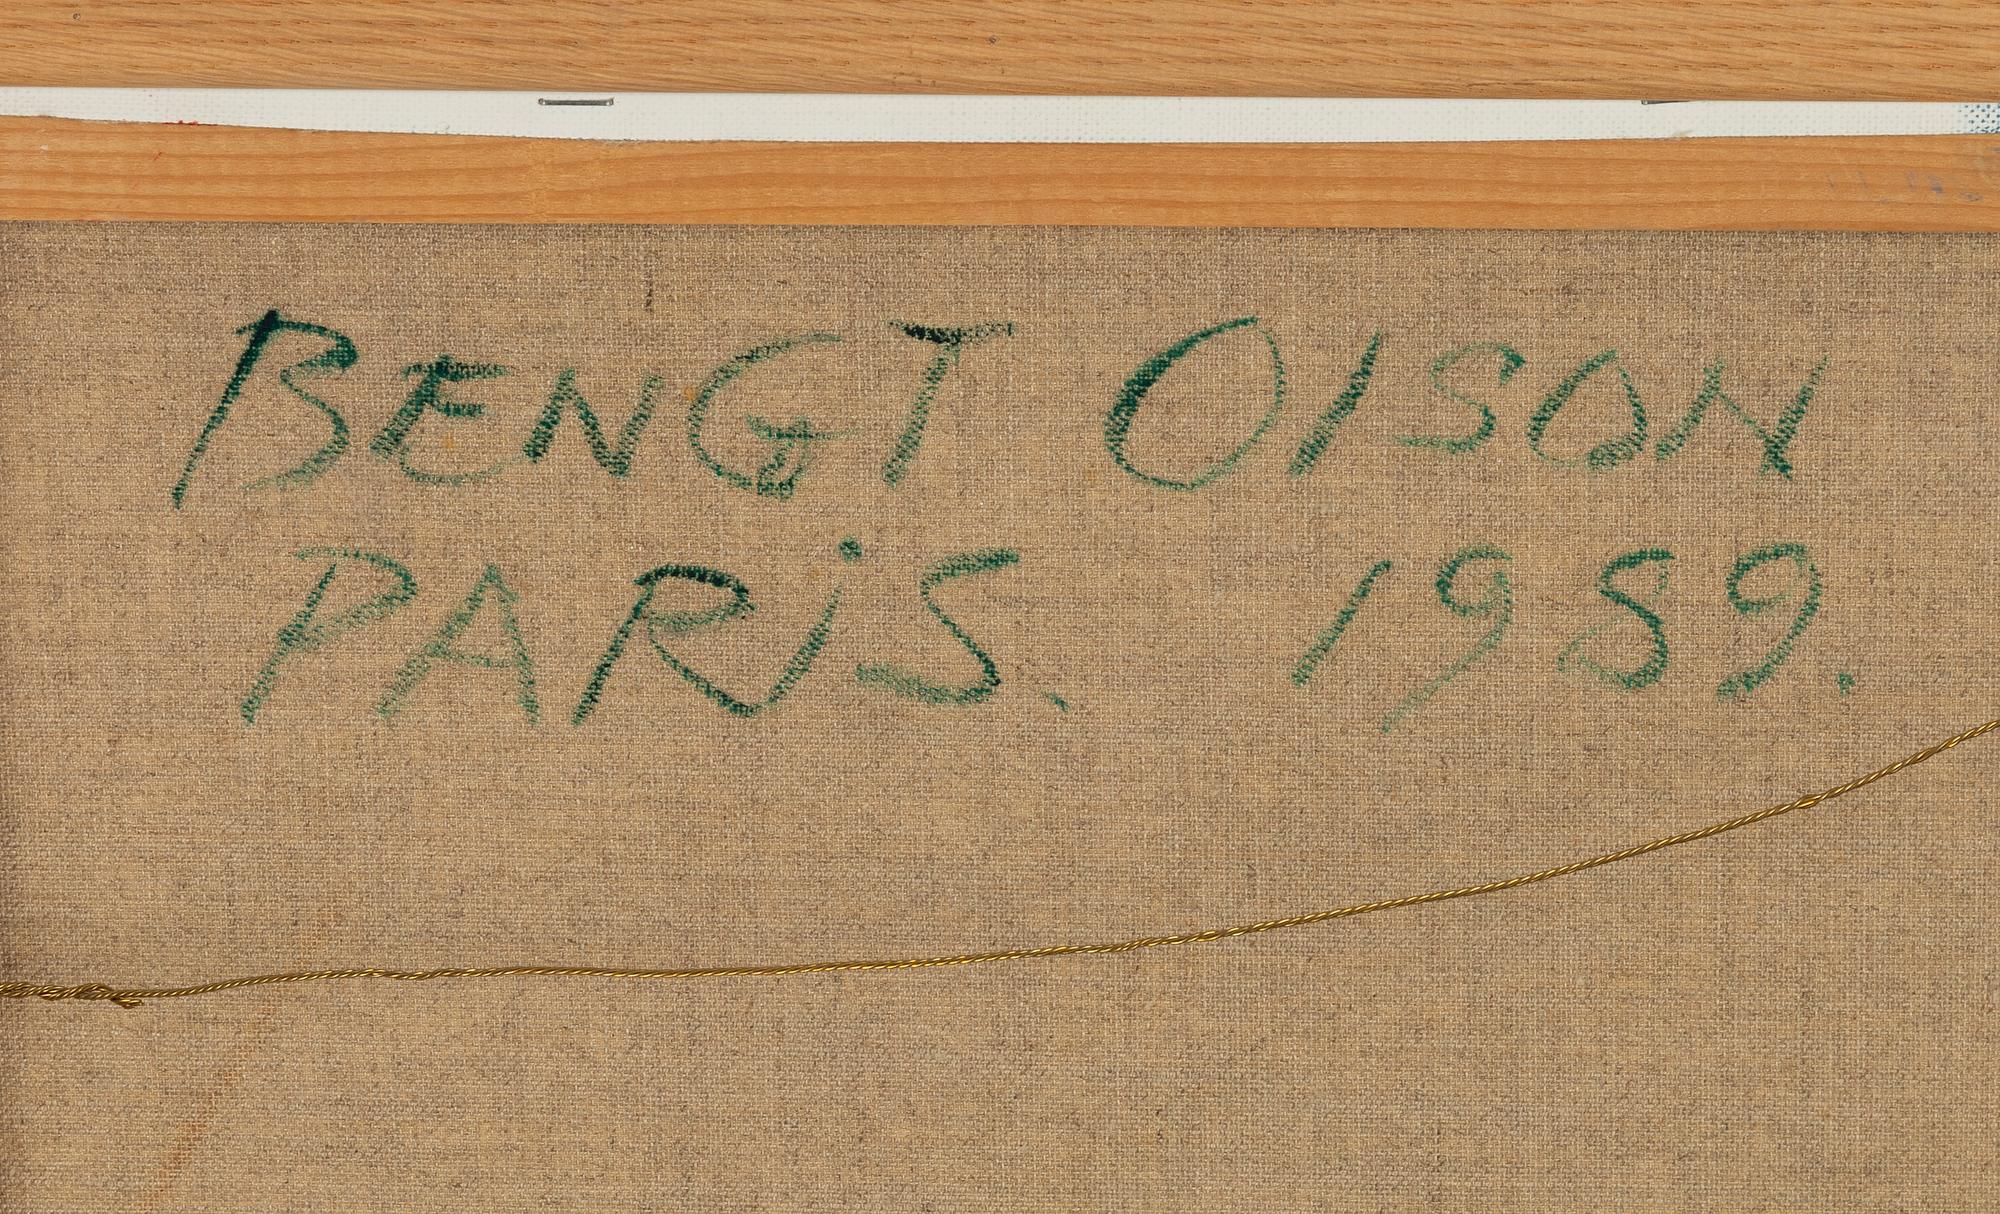 BENGT OlSON
PARiS. 1989.